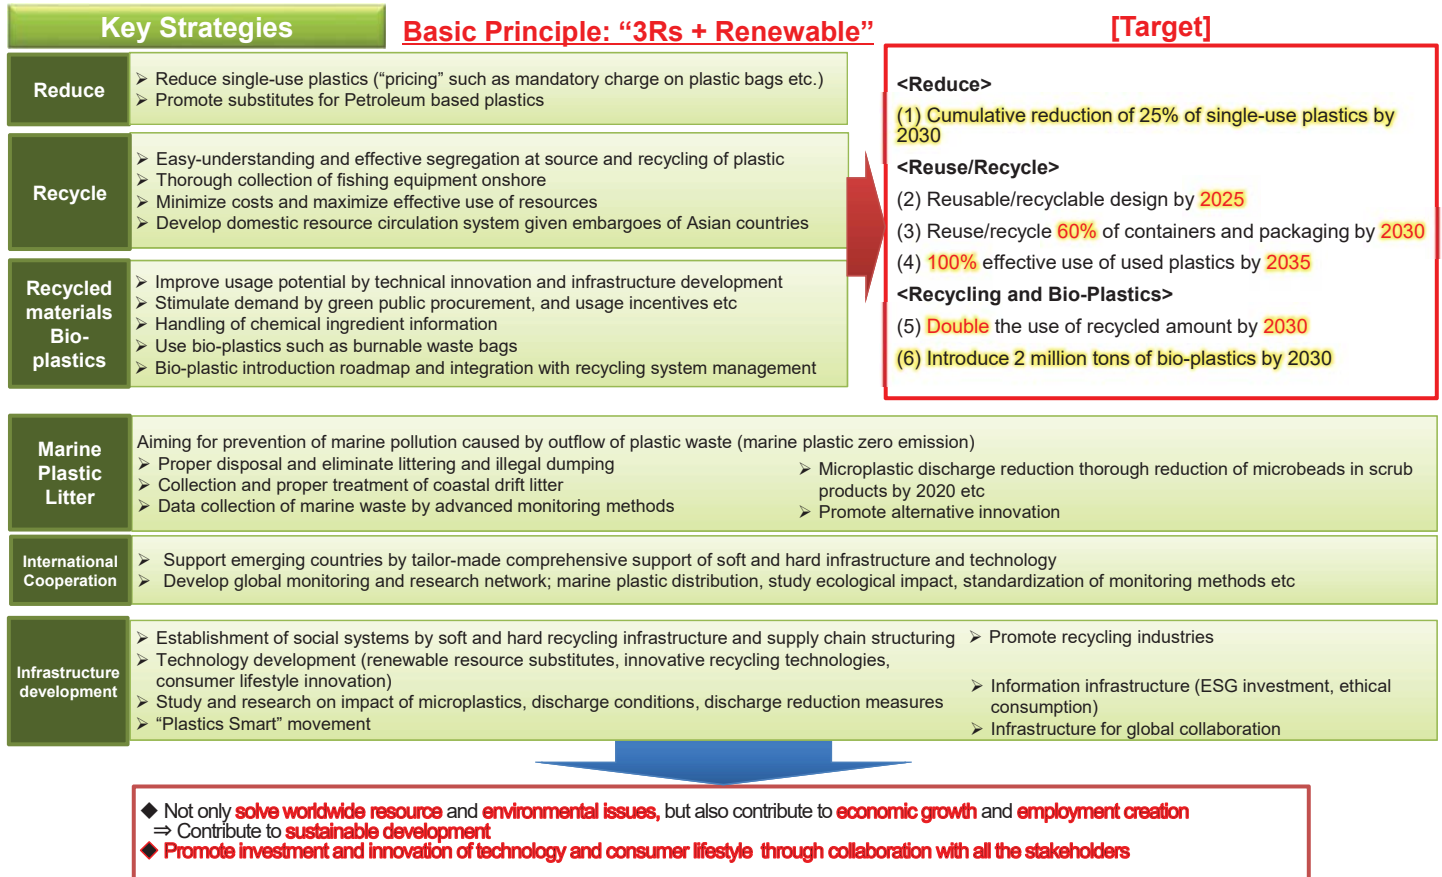 Key Strategies
Basic Principle: “3Rs + Renewable”
[Target]
Reduce
➢ Reduce single-use plastics (“pricing” such as mandatory charge on plastic bags etc.)
➢ Promote substitutes for Petroleum based plastics
Recycle
➢ Easy-understanding and effective segregation at source and recycling of plastic
➢ Thorough collection of fishing equipment onshore
➢ Minimize costs and maximize effective use of resources
➢ Develop domestic resource circulation system given embargoes of Asian countries
Recycled
materials
Bio-
plastics
➢ Improve usage potential by technical innovation and infrastructure development
➢ Stimulate demand by green public procurement, and usage incentives etc
➢ Handling of chemical ingredient information
➢ Use bio-plastics such as burnable waste bags
➢ Bio-plastic introduction roadmap and integration with recycling system management
<Reduce>
(1) Cumulative reduction of 25% of single-use plastics by
2030
<Reuse/Recycle>
(2) Reusable/recyclable design by 2025
(3) Reuse/recycle 60% of containers and packaging by 2030
(4) 100% effective use of used plastics by 2035
<Recycling and Bio-Plastics>
(5) Double the use of recycled amount by 2030
(6) Introduce 2 million tons of bio-plastics by 2030
Marine
Plastic
Litter
Aiming for prevention of marine pollution caused by outflow of plastic waste (marine plastic zero emission)
➢ Proper disposal and eliminate littering and illegal dumping
➢ Collection and proper treatment of coastal drift litter
➢ Data collection of marine waste by advanced monitoring methods
➢ Microplastic discharge reduction thorough reduction of microbeads in scrub
products by 2020 etc
➢ Promote alternative innovation
International
Cooperation
➢ Support emerging countries by tailor-made comprehensive support of soft and hard infrastructure and technology
➢ Develop global monitoring and research network; marine plastic distribution, study ecological impact, standardization of monitoring methods etc
Infrastructure
development
➢ Establishment of social systems by soft and hard recycling infrastructure and supply chain structuring
➢ Technology development (renewable resource substitutes, innovative recycling technologies,
consumer lifestyle innovation)
➢ Study and research on impact of microplastics, discharge conditions, discharge reduction measures
➢ “Plastics Smart” movement
➢ Promote recycling industries
➢ Information infrastructure (ESG investment, ethical
consumption)
➢ Infrastructure for global collaboration
◆ Not only solve worldwide resource and environmental issues, but also contribute to economic growth and employment creation
⇒ Contribute to sustainable development
◆ Promote investment and innovation of technology and consumer lifestyle through collaboration with all the stakeholders